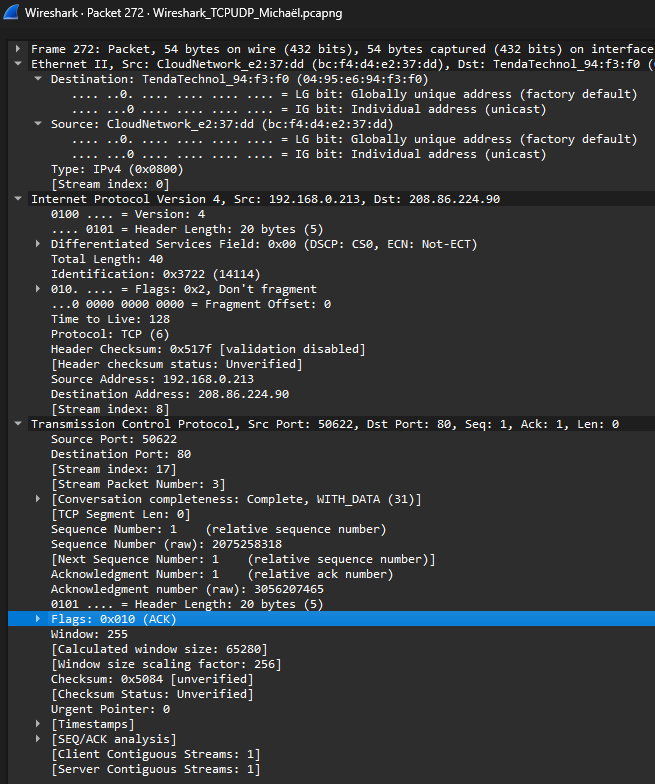 Wireshark · Packet 272 · Wireshark_TCPUDP_Michaël.pcapng
Frame 272: Packet, 54 bytes on wire (432 bits), 54 bytes captured (432 bits) on interface
Ethernet II, Src: CloudNetwork_e2:37:dd (bc:f4:d4:e2:37:dd), Dst: TendaTechnol_94:f3:f0 (
Destination: TendaTechnol_94:f3:f0 (04:95:e6:94:f3:f0)
.... ..0. .... .... .... .... = LG bit: Globally unique address (factory default)
.... ...0 .... .... .... .... = IG bit: Individual address (unicast)
Source: CloudNetwork_e2:37:dd (bc:f4:d4:e2:37:dd)
.... ..0. .... .... .... .... = LG bit: Globally unique address (factory default)
.... ...0 .... .... .... .... = IG bit: Individual address (unicast)
Type: IPv4 (0x0800)
[Stream index: 0]
Internet Protocol Version 4, Src: 192.168.0.213, Dst: 208.86.224.90
0100 .... = Version: 4
.... 0101 = Header Length: 20 bytes (5)
Differentiated Services Field: 0x00 (DSCP: CS0, ECN: Not-ECT)
Total Length: 40
Identification: 0x3722 (14114)
010. .... = Flags: 0x2, Don't fragment
...0 0000 0000 0000 = Fragment Offset: 0
Time to Live: 128
Protocol: TCP (6)
Header Checksum: 0x517f [validation disabled]
[Header checksum status: Unverified]
Source Address: 192.168.0.213
Destination Address: 208.86.224.90
[Stream index: 8]
Transmission Control Protocol, Src Port: 50622, Dst Port: 80, Seq: 1, Ack: 1, Len: 0
Source Port: 50622
Destination Port: 80
[Stream index: 17]
[Stream Packet Number: 3]
[Conversation completeness: Complete, WITH_DATA (31)]
[TCP Segment Len: 0]
Sequence Number: 1    (relative sequence number)
Sequence Number (raw): 2075258318
[Next Sequence Number: 1    (relative sequence number)]
Acknowledgment Number: 1    (relative ack number)
Acknowledgment number (raw): 3056207465
0101 .... = Header Length: 20 bytes (5)
Flags: 0x010 (ACK)
Window: 255
[Calculated window size: 65280]
[Window size scaling factor: 256]
Checksum: 0x5084 [unverified]
[Checksum Status: Unverified]
Urgent Pointer: 0
[Timestamps]
[SEQ/ACK analysis]
[Client Contiguous Streams: 1]
[Server Contiguous Streams: 1]